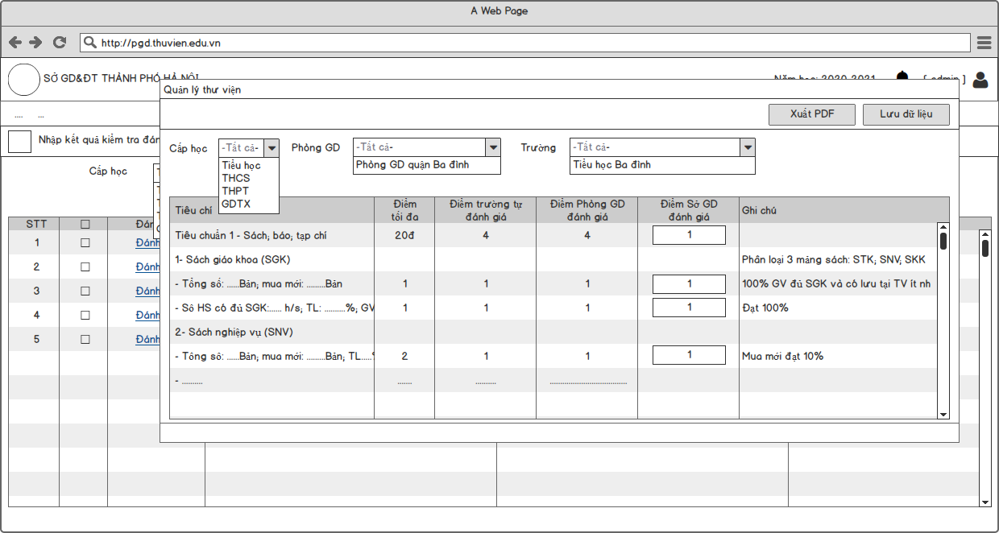 A Web Page
http://pgd.thuvien.edu.vn
SỞ GD&ĐT THÀNH PHỐ HÀ NỘI
Năm học: 2020-2021
[ admin ]
Quản lý thư viện
.... ...
Xuất PDF Lưu dữ liệu
Nhập kết quả kiểm tra
Cấp học -Tất cả- Phòng GD -Tất cả- Trường -Tất cả-
Tiểu học
THCS
THPT
GDTX
Phòng GD quận Ba đình
Tiểu học Ba đình
Cấp học
Tiêu chí Điểm tối đa Điểm trường tự đánh giá Điểm Phòng GD đánh giá Điểm Sở GD đánh giá Ghi chú
Tiêu chuẩn 1 - Sách; báo; tạp chí 20đ 4 4 1
1- Sách giáo khoa (SGK) Phân loại 3 mảng sách: STK; SNV; SKK
- Tổng số: ......Bản; mua mới: .........Bản 1 1 1 1 100% GV đủ SGK và có lưu tại TV ít nh
- Số HS có đủ SGK:...... h/s; TL: ..........%; GV 1 1 1 1 Đạt 100%
2- Sách nghiệp vụ (SNV)
- Tổng số: ......Bản; mua mới: .........Bản; TL.....% 2 1 1 1 Mua mới đạt 10%
- .......... ....... .......... .....................................
STT
1 Đánh
2 Đánh
3 Đánh
4 Đánh
5 Đánh